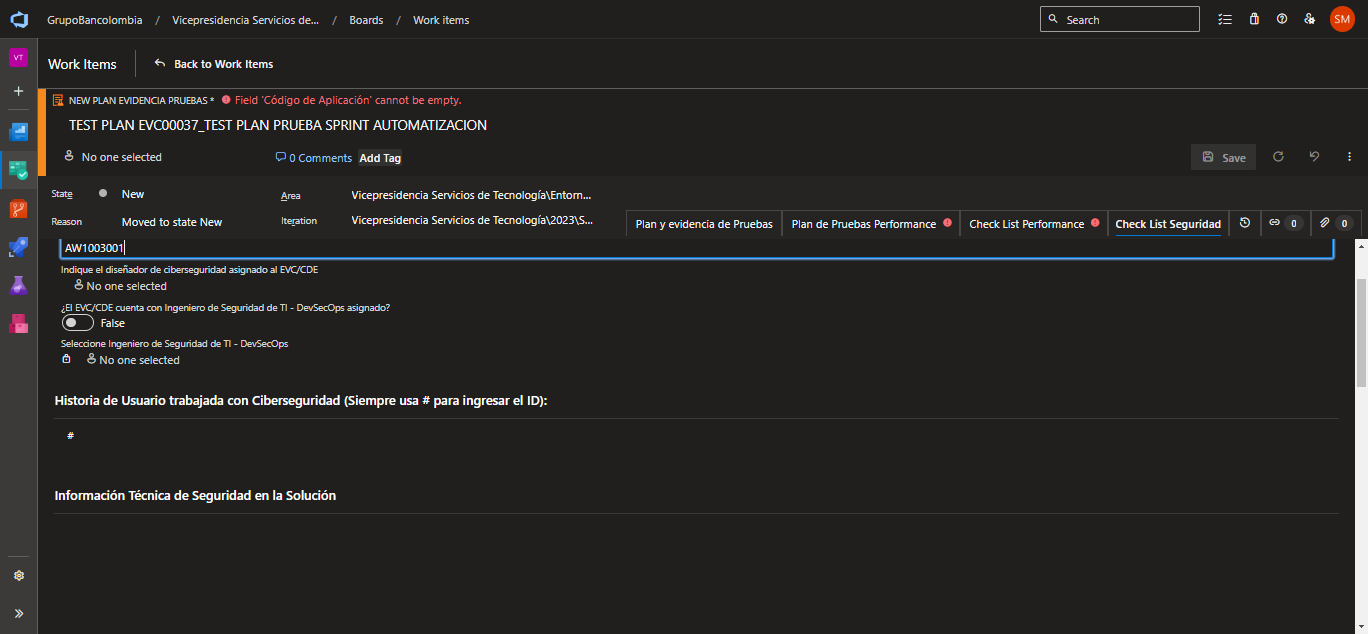 GrupoBancolombia / Vicepresidencia Servicios de... / Boards / Work items
Search
SM
VT
Work Items
Back to Work Items
NEW PLAN EVIDENCIA PRUEBAS * Field 'Código de Aplicación' cannot be empty.
TEST PLAN EVC00037_TEST PLAN PRUEBA SPRINT AUTOMATIZACION
No one selected
0 Comments
Add Tag
Save
State
New
Area
Vicepresidencia Servicios de Tecnología\Entorn...
Reason
Moved to state New
Iteration
Vicepresidencia Servicios de Tecnología\2023\S...
Plan y evidencia de Pruebas
Plan de Pruebas Performance
Check List Performance
Check List Seguridad
0
0
AW1003001
Indique el diseñador de ciberseguridad asignado al EVC/CDE
No one selected
¿El EVC/CDE cuenta con Ingeniero de Seguridad de TI - DevSecOps asignado?
False
Seleccione Ingeniero de Seguridad de TI - DevSecOps
No one selected
Historia de Usuario trabajada con Ciberseguridad (Siempre usa # para ingresar el ID):
#
Información Técnica de Seguridad en la Solución